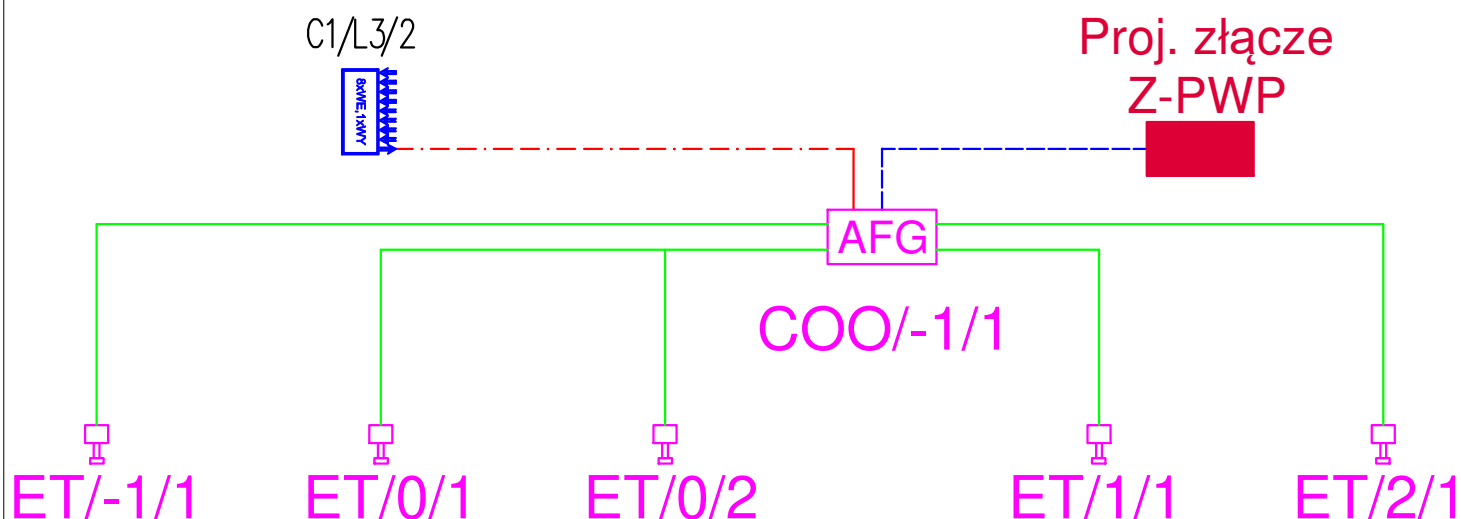 C1/L3/2
Proj. złącze
Z-PWP
8xWE,1xWY
AFG
COO/-1/1
ET/-1/1
ET/0/1
ET/0/2
ET/1/1
ET/2/1